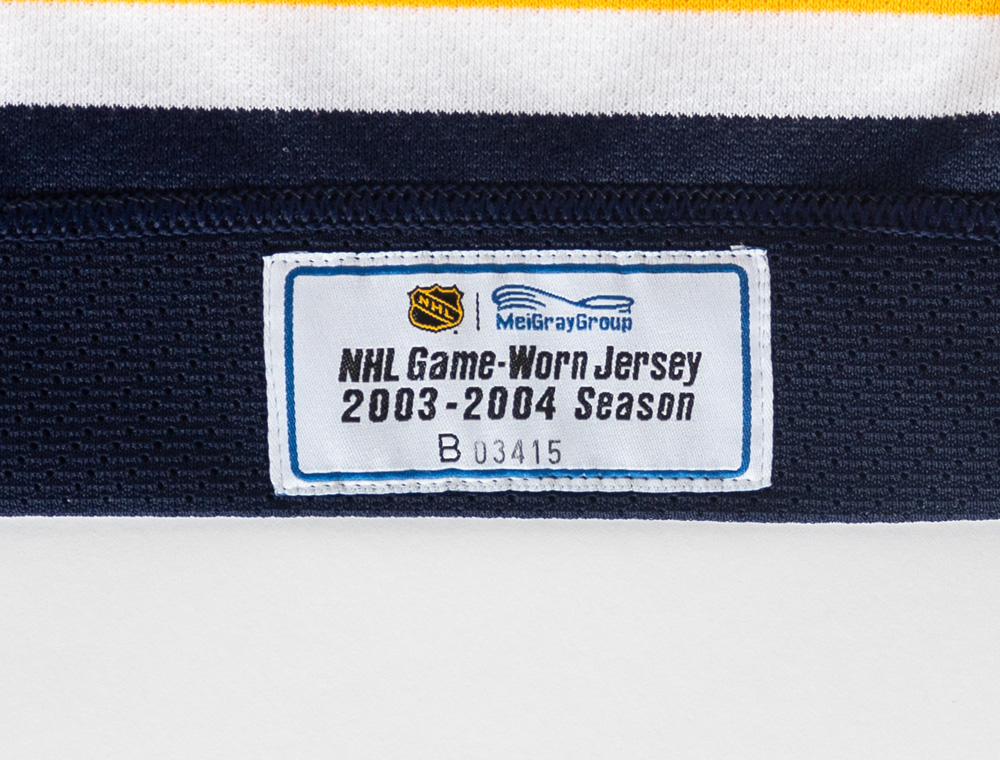 NHL MeiGrayGroup
NHL Game-Worn Jersey
2003-2004 Season
B 03415